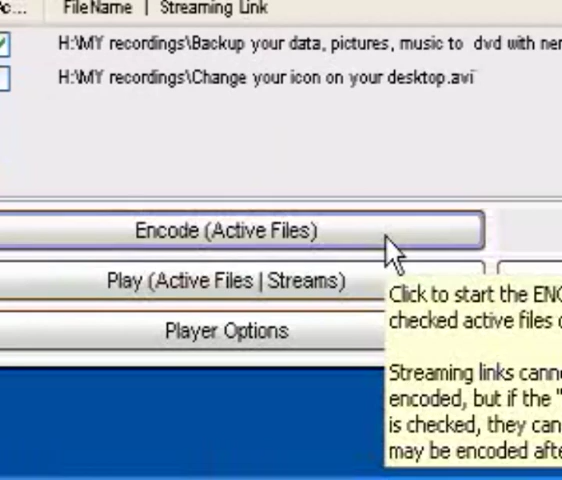 Ac... FileName | Streaming Link
H:\MY recordings\Backup your data, pictures, music to dvd with ner
H:\MY recordings\Change your icon on your desktop.avi
Encode (Active Files)
Play (Active Files | Streams)
Player Options
Click to start the ENC
checked active files
Streaming links cann
encoded, but if the "
is checked, they can
may be encoded afte